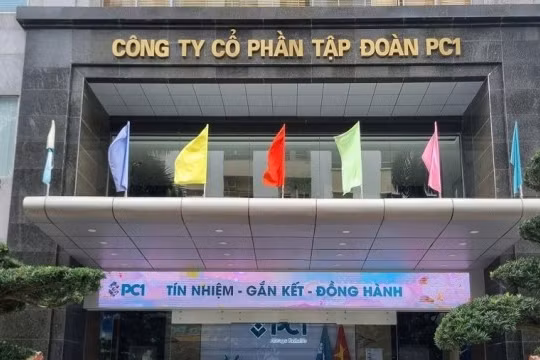 CÔNG TY CỔ PHẦN TẬP ĐOÀN PC1
PC1 TÍN NHIỆM - GẮN KẾT - ĐỒNG HÀNH
PC1